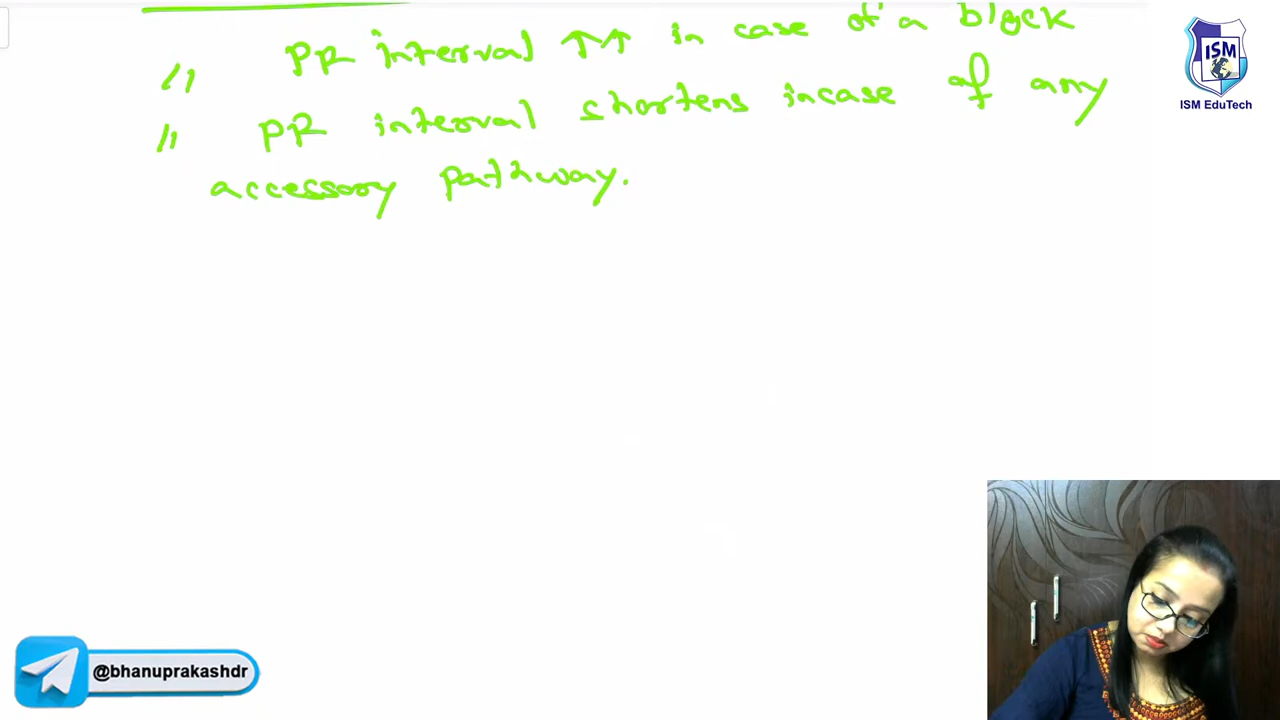 // PR interval ↑↑ in case of a block
// PR interval shortens incase of any
accessory pathway.
ISM
ISM EduTech
@bhanuprakashdr